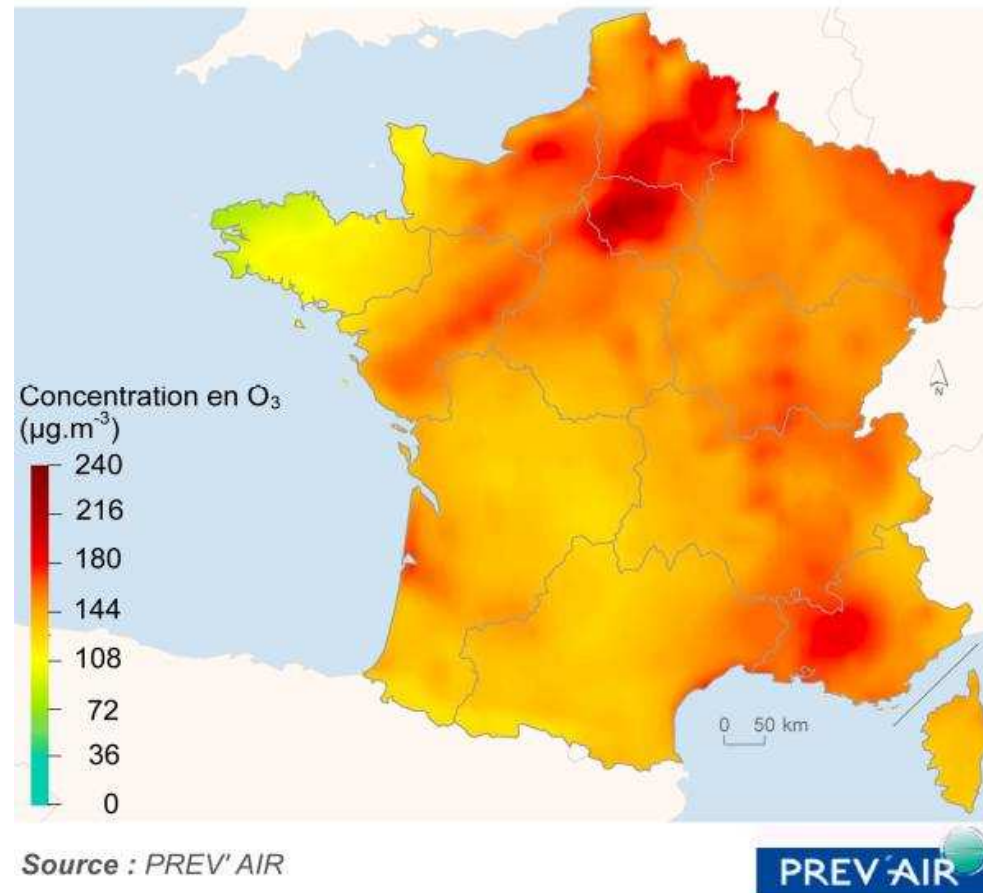 Concentration en O₃
(µg.m⁻³)
240
216
180
144
108
72
36
0
N
0 50 km
Source : PREV' AIR
PREV'AIR